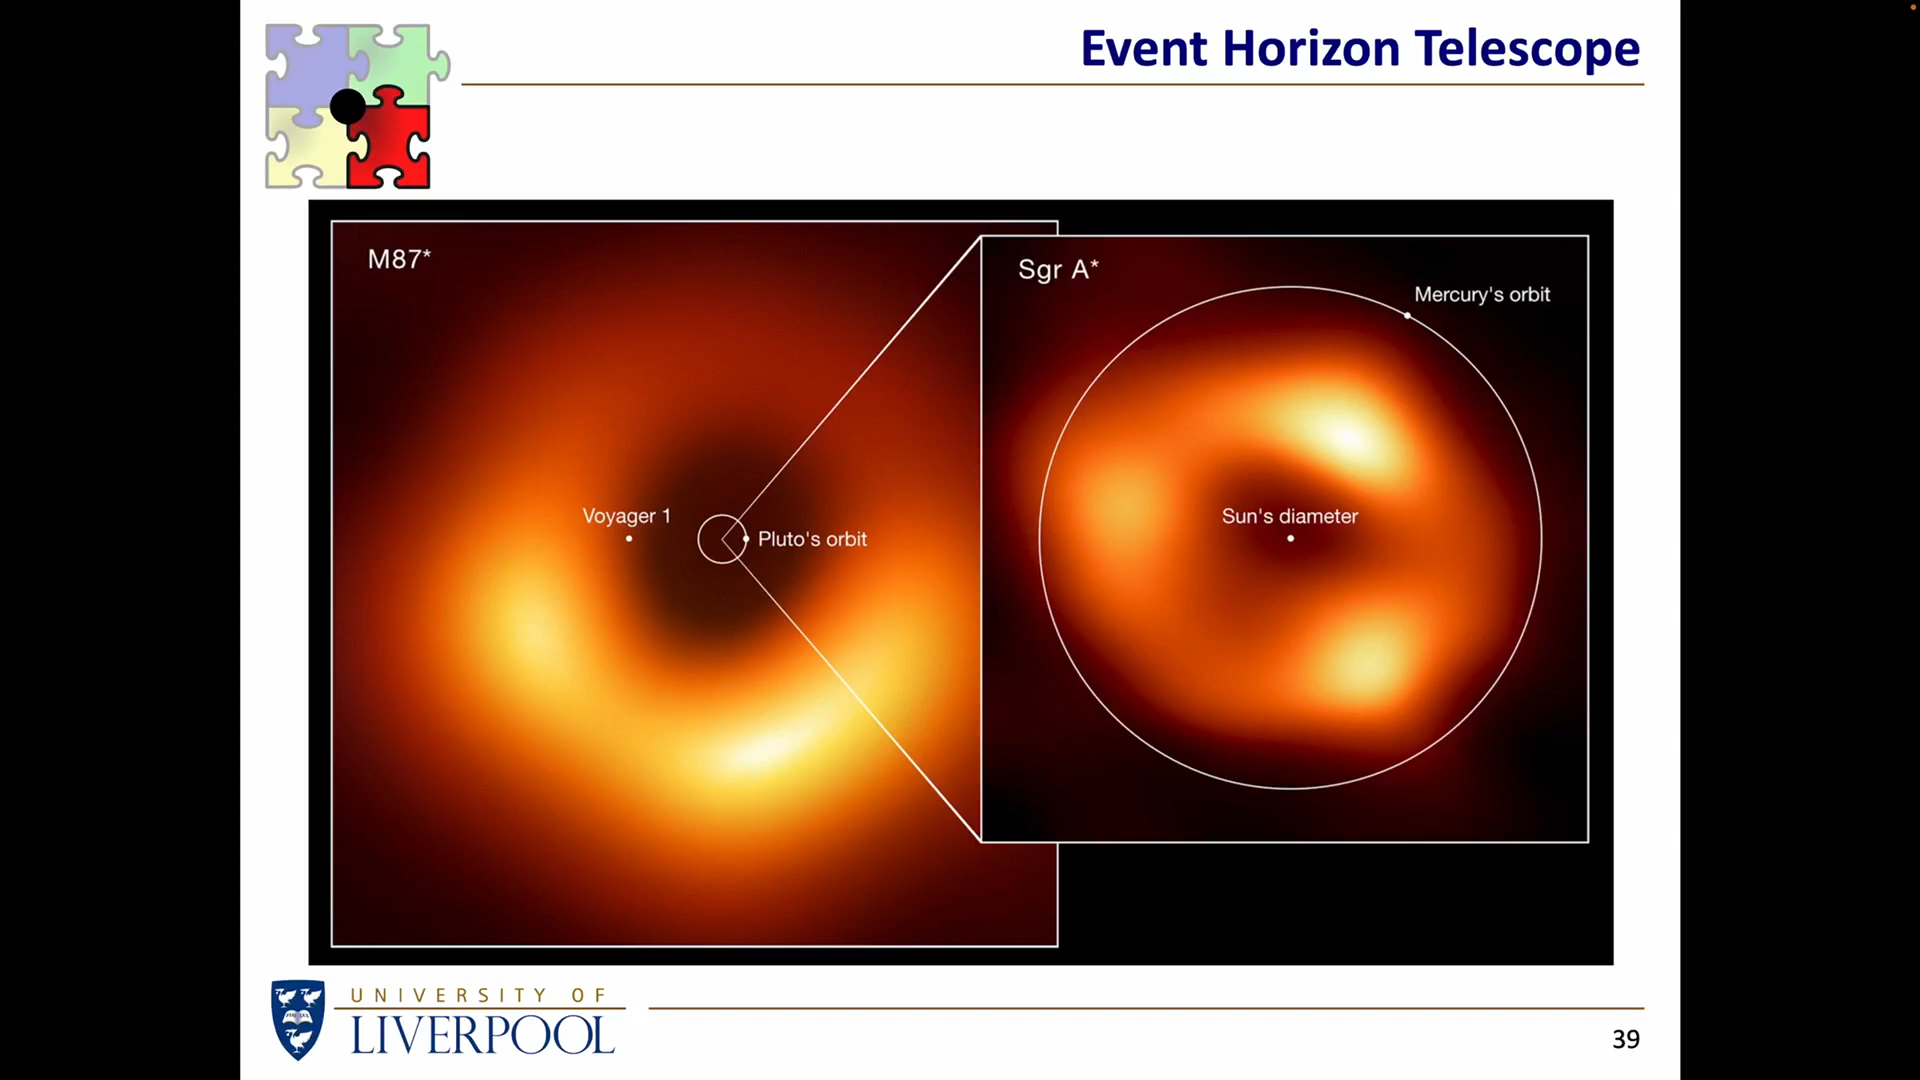 Event Horizon Telescope
M87*
Sgr A*
Mercury's orbit
Voyager 1
Pluto's orbit
Sun's diameter
UNIVERSITY OF
LIVERPOOL
39